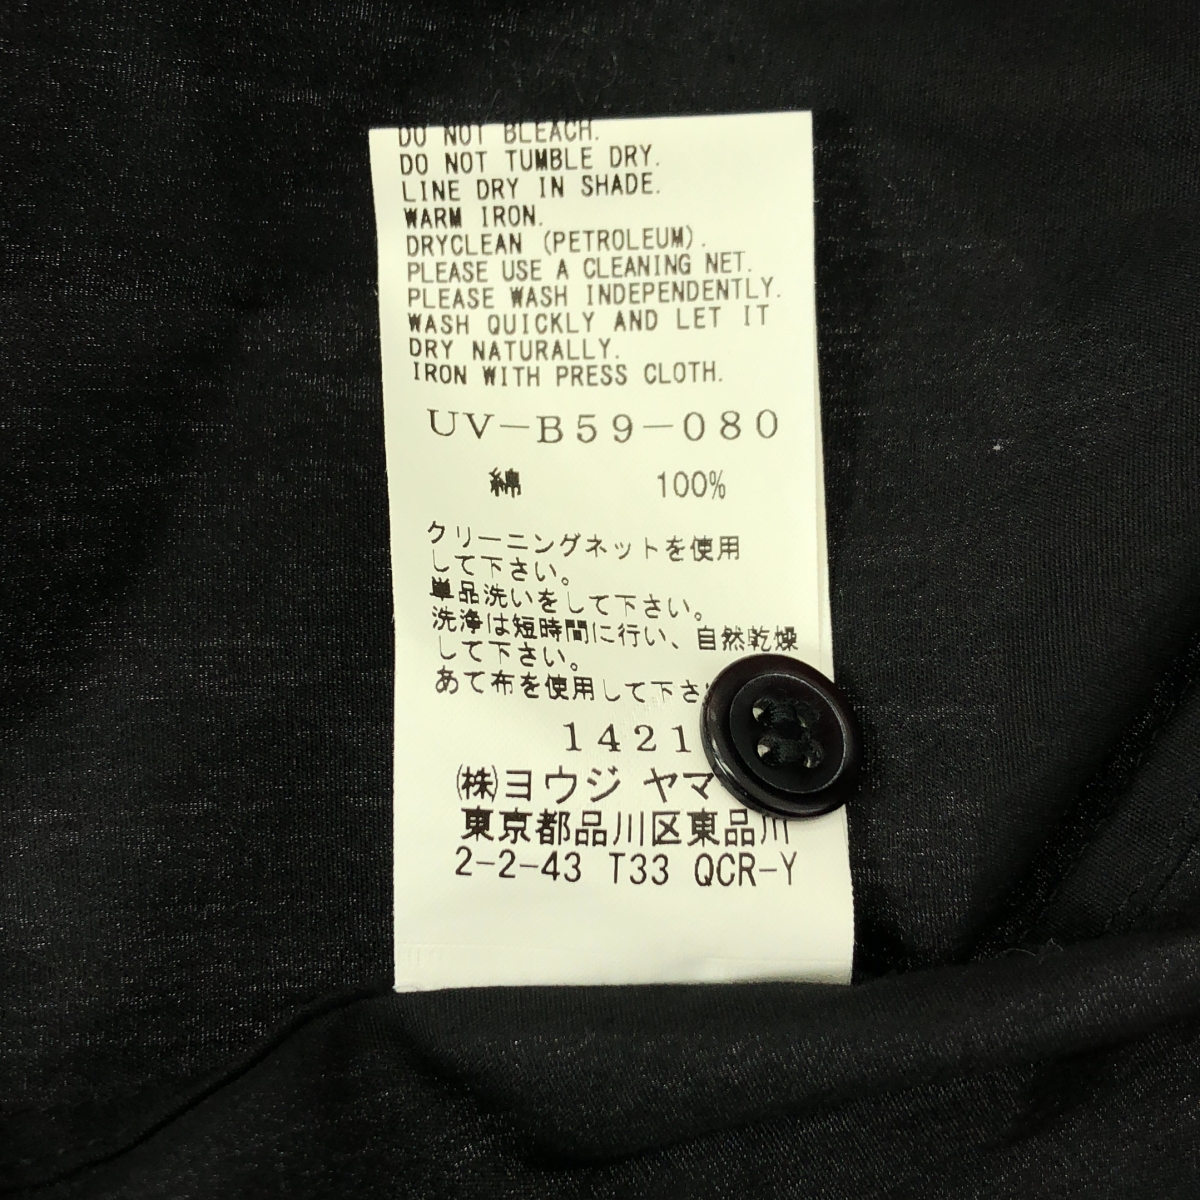 DO NOT BLEACH.
DO NOT TUMBLE DRY.
LINE DRY IN SHADE.
WARM IRON.
DRYCLEAN (PETROLEUM).
PLEASE USE A CLEANING NET.
PLEASE WASH INDEPENDENTLY.
WASH QUICKLY AND LET IT
DRY NATURALLY.
IRON WITH PRESS CLOTH.
UV-B59-080
綿 100%
クリーニングネットを使用
して下さい。
単品洗いをして下さい。
洗浄は短時間に行い、自然乾燥
して下さい。
あて布を使用して下さ
1421
㈱ヨウジ ヤマ
東京都品川区東品川
2-2-43 T33 QCR-Y